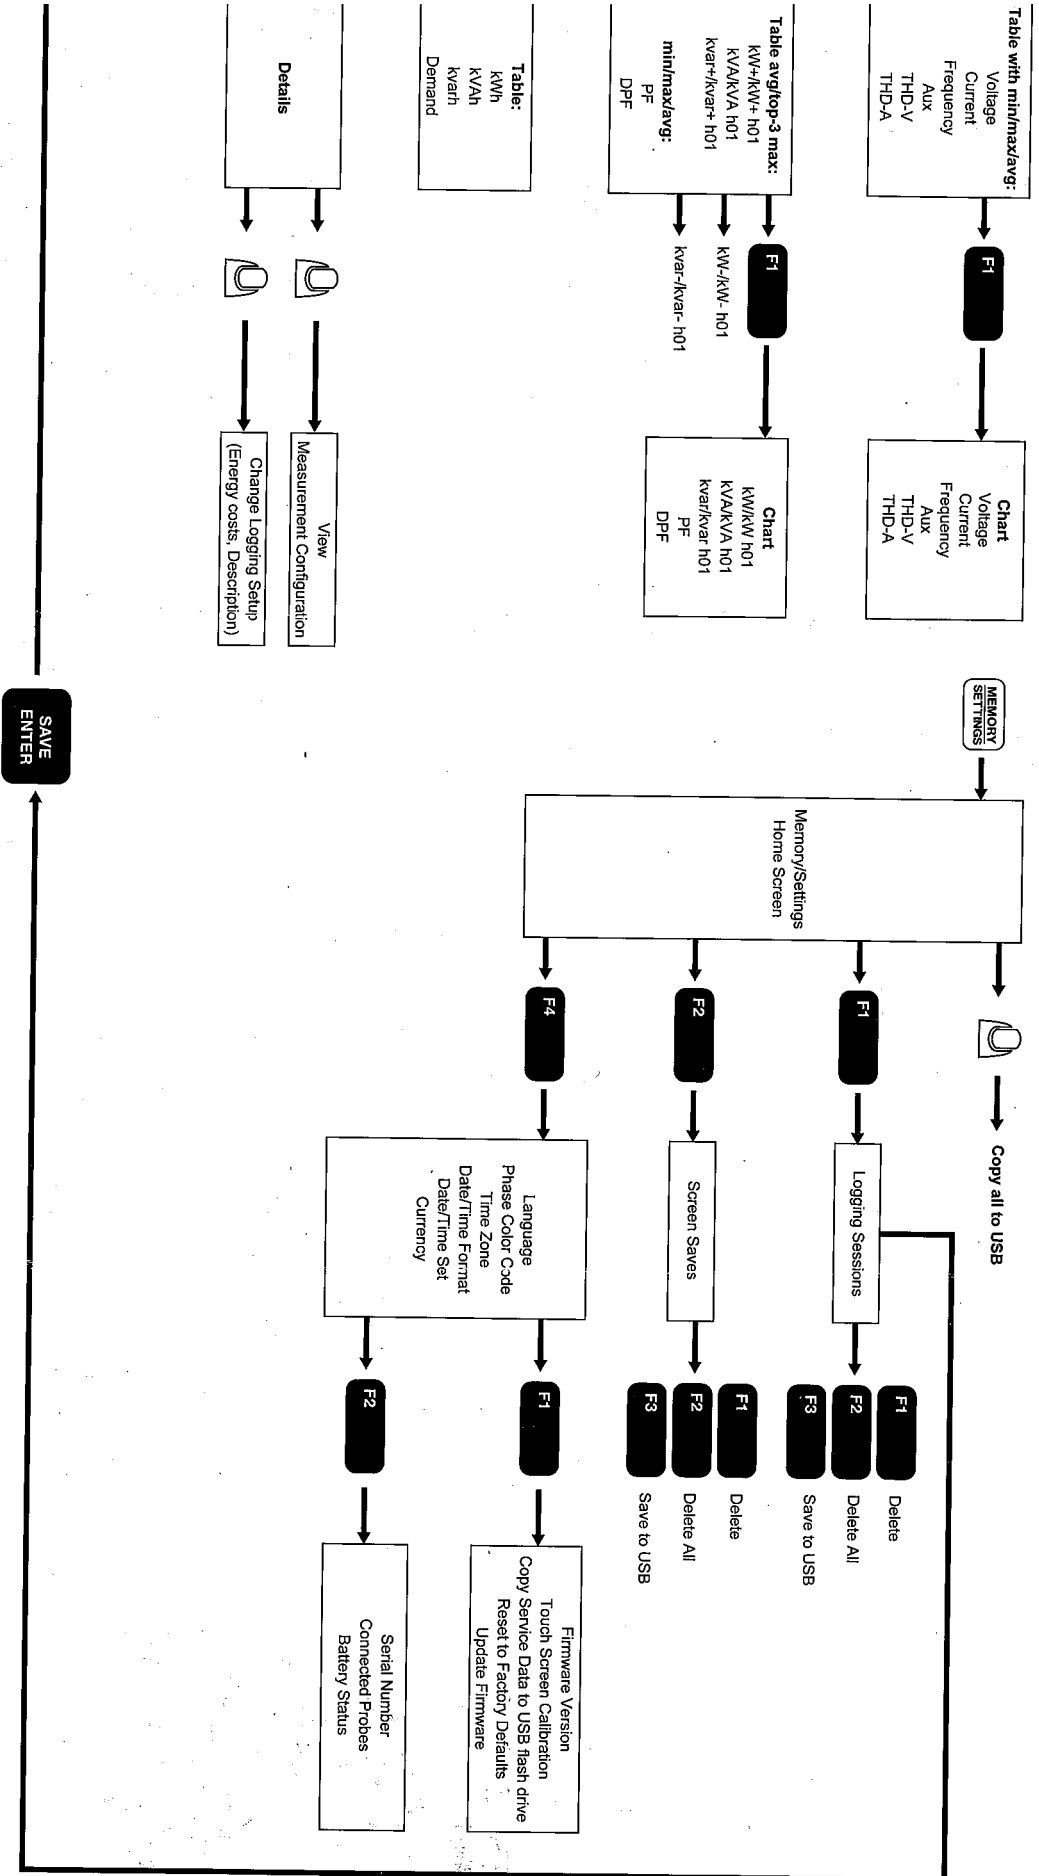 Table with min/max/avg:
Voltage
Current
Frequency
Aux
THD-V
THD-A
F1
Chart
Voltage
Current
Frequency
Aux
THD-V
THD-A
Table avg/top-3 max:
kW+/kW+ h01
kVA/kVA h01
kvar+/kvar+ h01
min/max/avg:
PF
DPF
F1
kW-/kW- h01
kvar-/kvar- h01
Chart
kW/kW h01
kVA/kVA h01
kvar/kvar h01
PF
DPF
Table:
kWh
kVAh
kvarh
Demand
Details
View
Measurement Configuration
Change Logging Setup
(Energy costs, Description)
MEMORY
SETTINGS
Memory/Settings
Home Screen
Copy all to USB
F1
Logging Sessions
F1
Delete
F2
Delete All
F3
Save to USB
F2
Screen Saves
F1
Delete
F2
Delete All
F3
Save to USB
F4
Language
Phase Color Code
Time Zone
Date/Time Format
Date/Time Set
Currency
F1
Firmware Version
Touch Screen Calibration
Copy Service Data to USB flash drive
Reset to Factory Defaults
Update Firmware
F2
Serial Number
Connected Probes
Battery Status
SAVE
ENTER